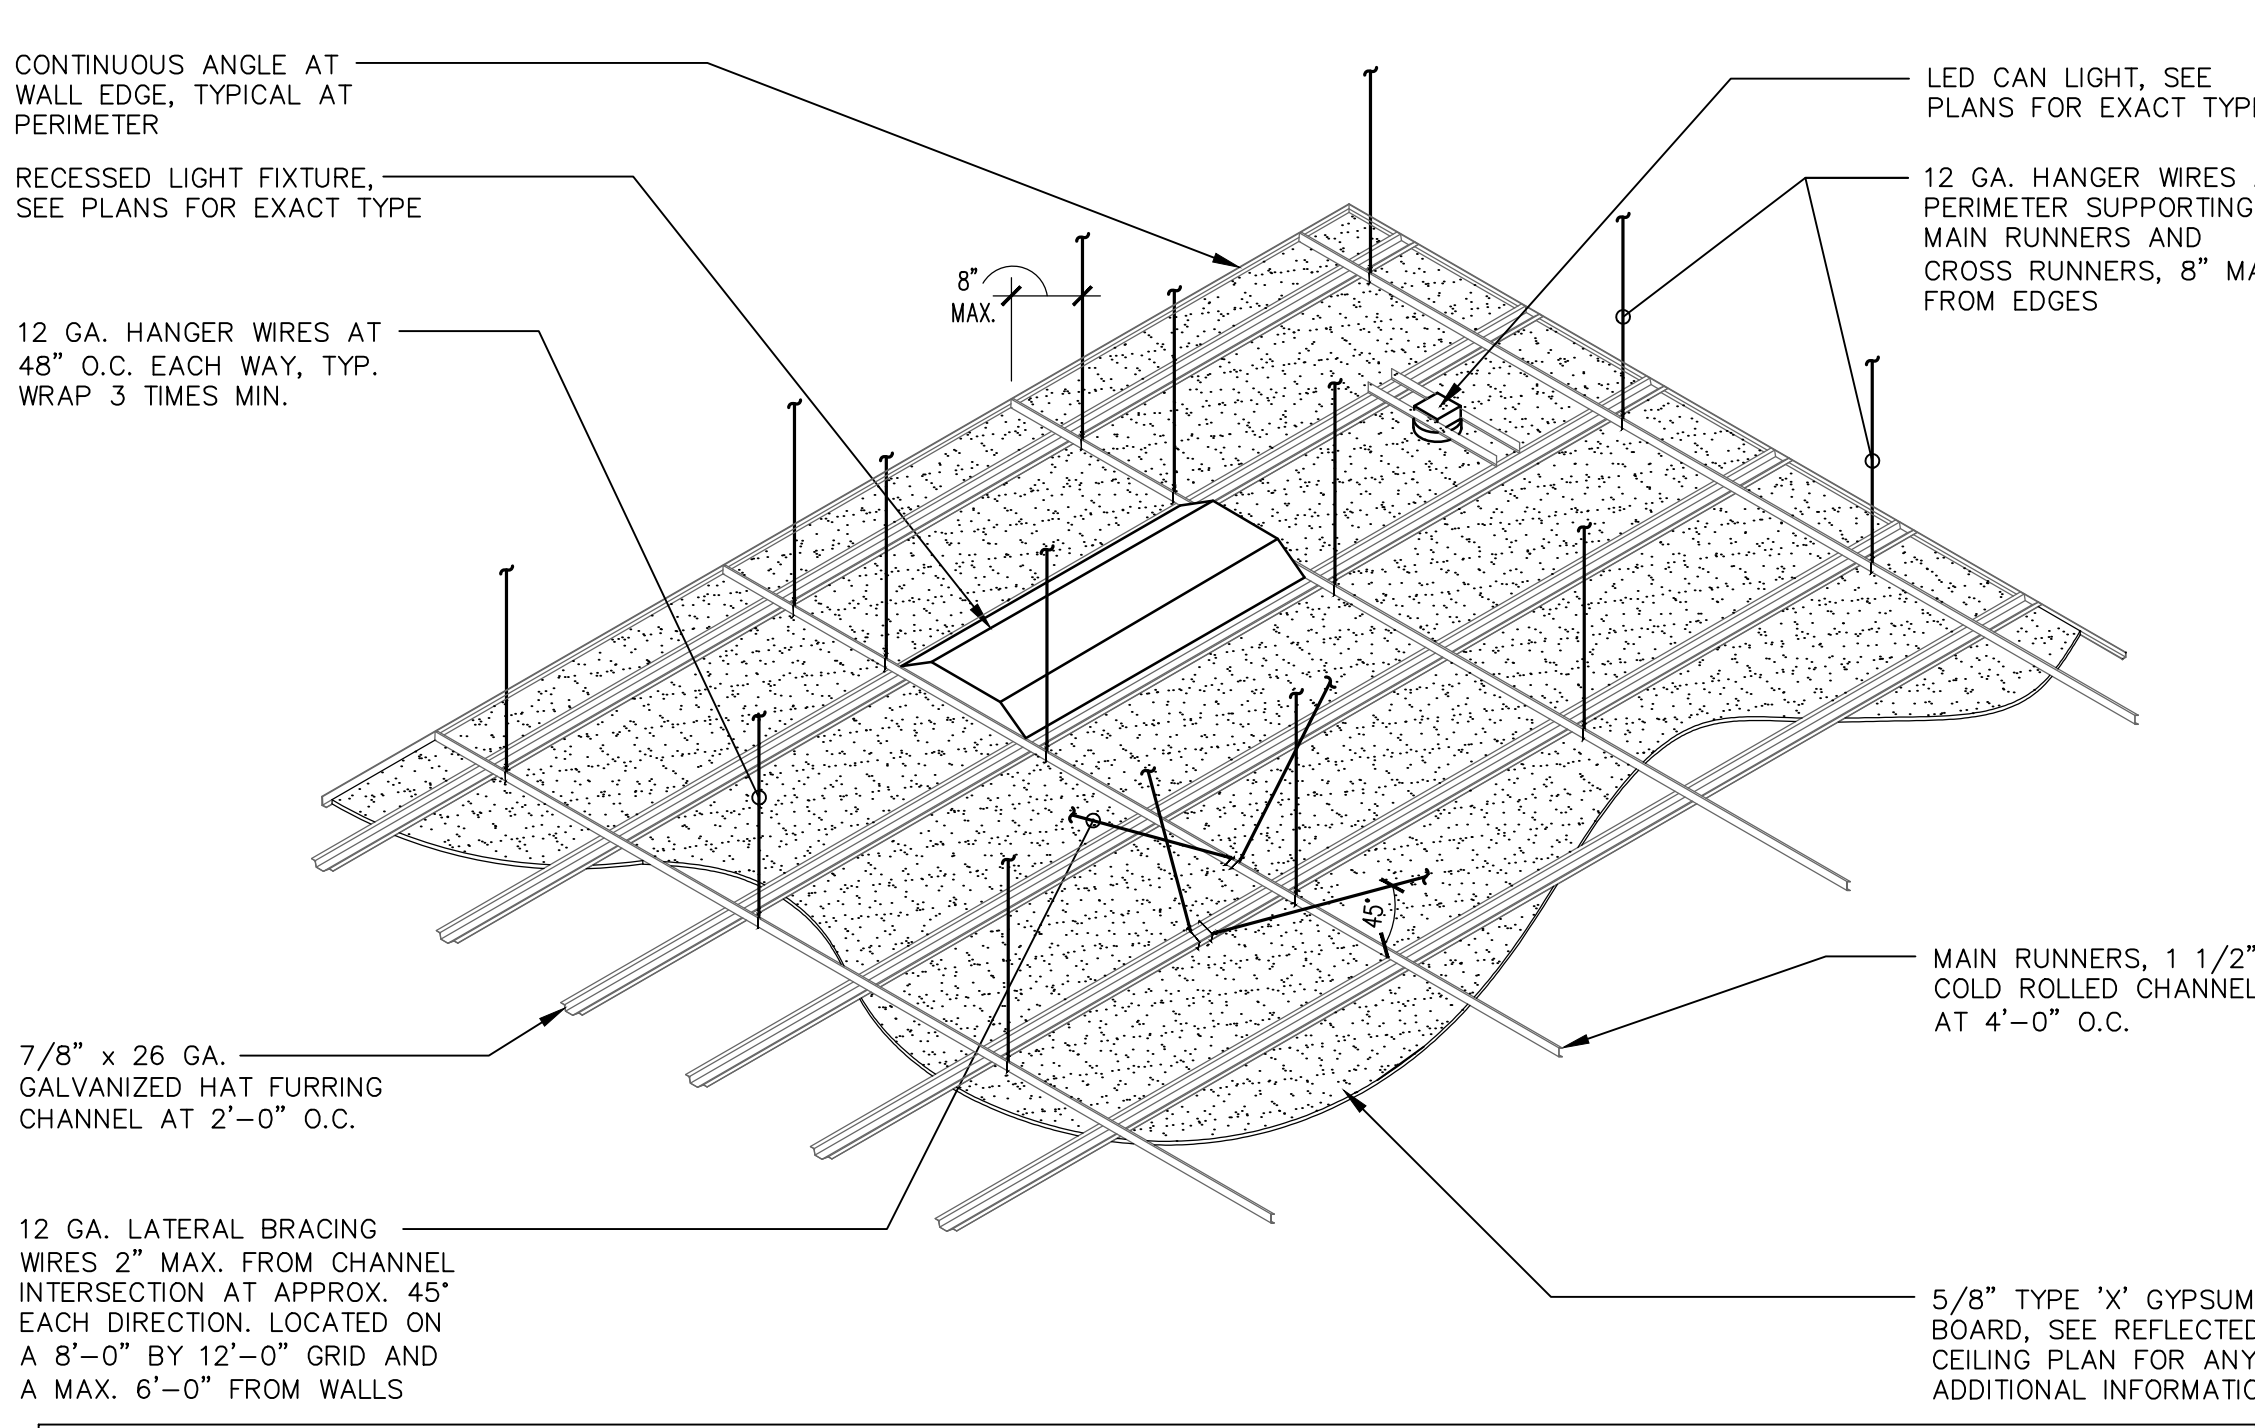 CONTINUOUS ANGLE AT
WALL EDGE, TYPICAL AT
PERIMETER
RECESSED LIGHT FIXTURE,
SEE PLANS FOR EXACT TYPE
12 GA. HANGER WIRES AT
48" O.C. EACH WAY, TYP.
WRAP 3 TIMES MIN.
8"
MAX.
LED CAN LIGHT, SEE
PLANS FOR EXACT
12 GA. HANGER WIRES
PERIMETER SUPPORTING
MAIN RUNNERS AND
CROSS RUNNERS, 8"
FROM EDGES
45°
7/8" x 26 GA.
GALVANIZED HAT FURRING
CHANNEL AT 2'-0" O.C.
12 GA. LATERAL BRACING
WIRES 2" MAX. FROM CHANNEL
INTERSECTION AT APPROX. 45°
EACH DIRECTION. LOCATED ON
A 8'-0" BY 12'-0" GRID AND
A MAX. 6'-0" FROM WALLS
MAIN RUNNERS, 1 1/2"
COLD ROLLED CHANNEL
AT 4'-0" O.C.
5/8" TYPE 'X' GYPSUM
BOARD, SEE REFLECTED
CEILING PLAN FOR ANY
ADDITIONAL